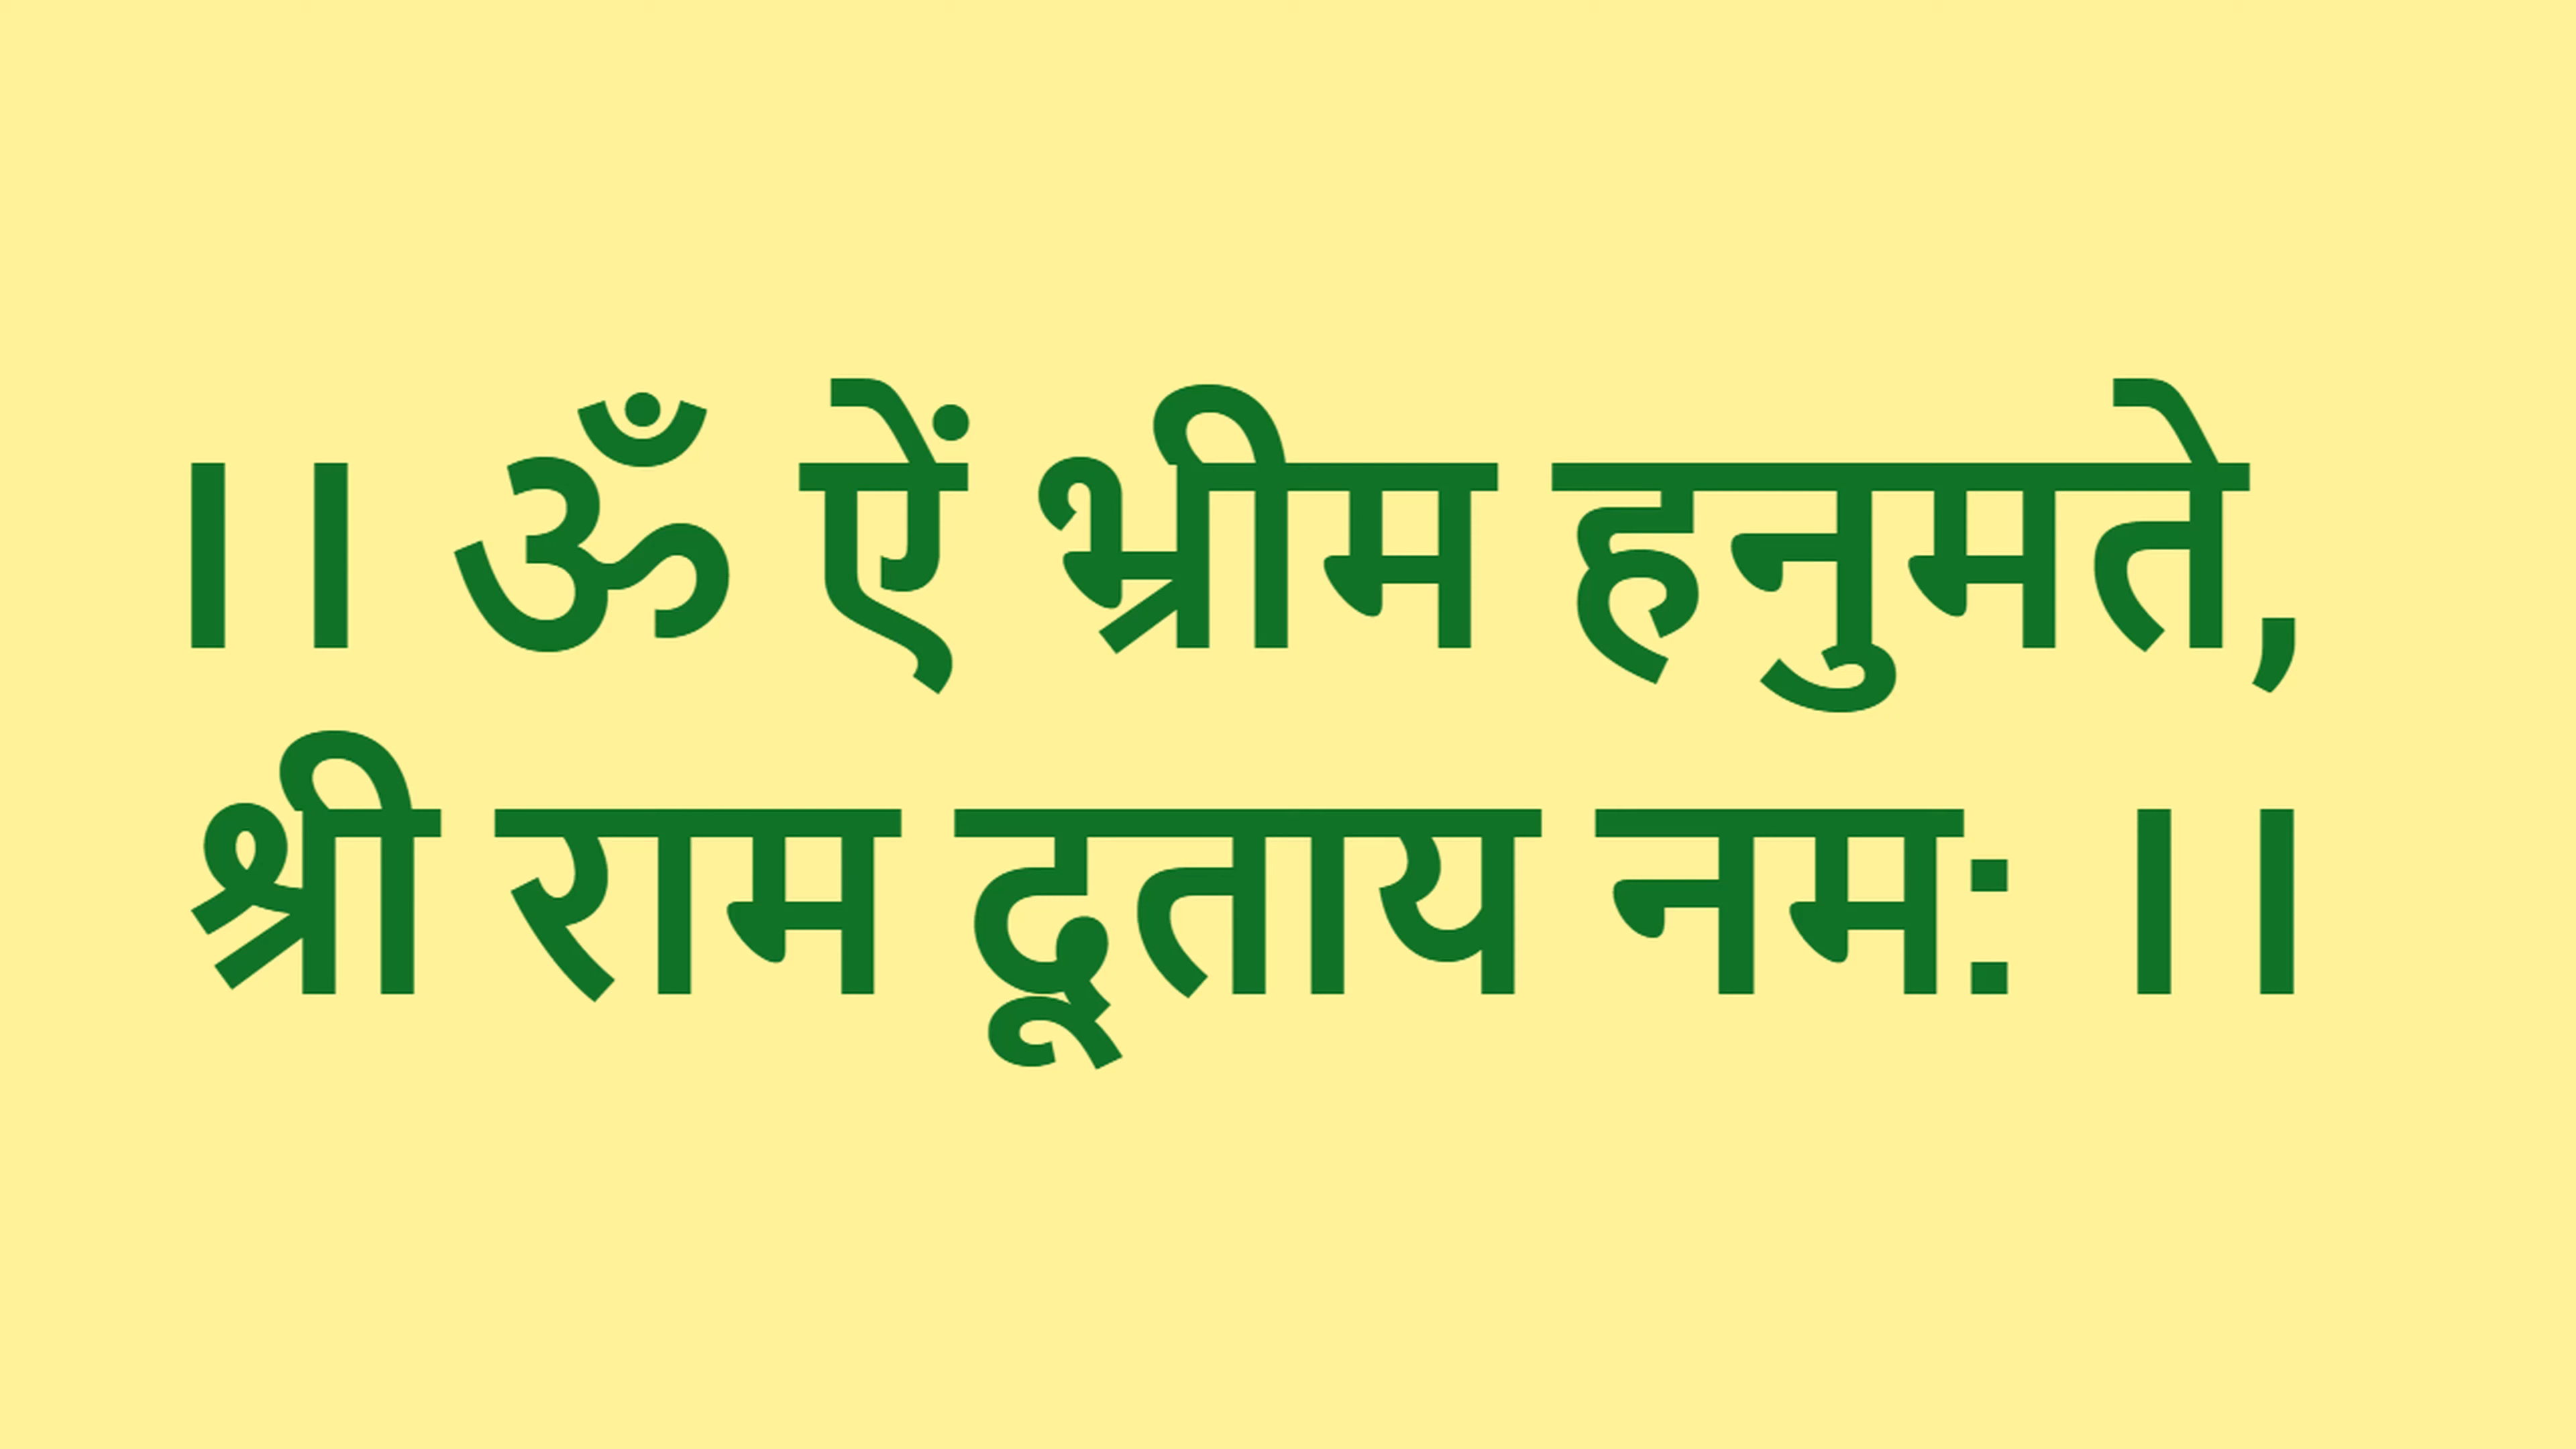 ।। ॐ ऐं भ्रीम हनुमते,
श्री राम दूताय नम: ।।